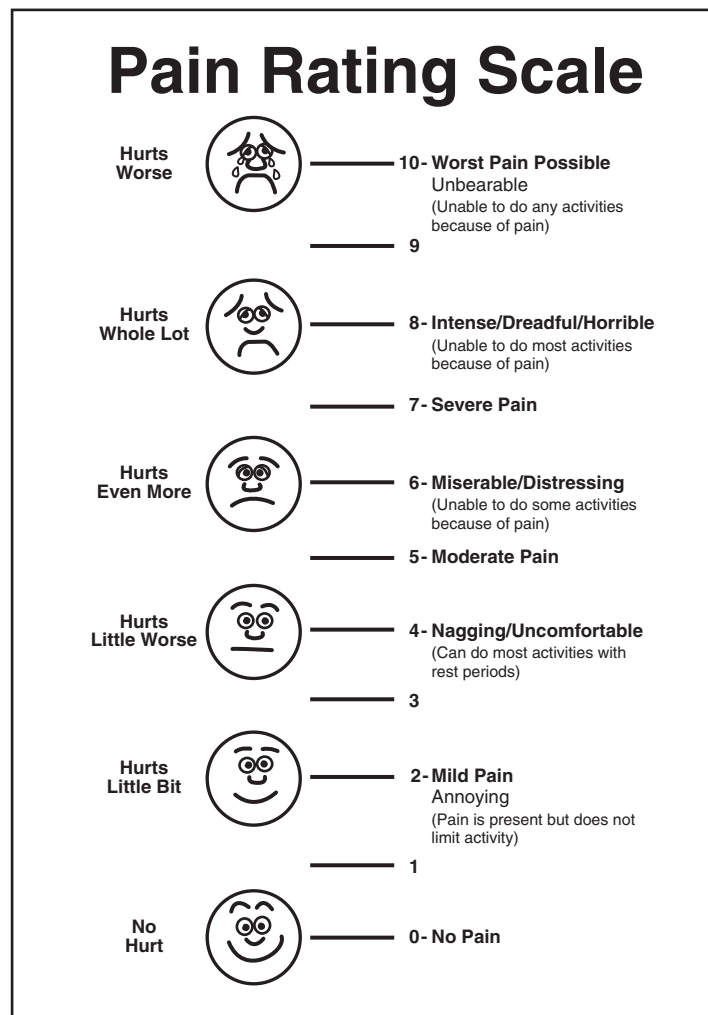 Pain Rating Scale
Hurts
Worse
10- Worst Pain Possible
Unbearable
(Unable to do any activities
because of pain)
9
Hurts
Whole Lot
8- Intense/Dreadful/Horrible
(Unable to do most activities
because of pain)
7- Severe Pain
Hurts
Even More
6- Miserable/Distressing
(Unable to do some activities
because of pain)
5- Moderate Pain
Hurts
Little Worse
4- Nagging/Uncomfortable
(Can do most activities with
rest periods)
3
Hurts
Little Bit
2- Mild Pain
Annoying
(Pain is present but does not
limit activity)
1
No
Hurt
0- No Pain